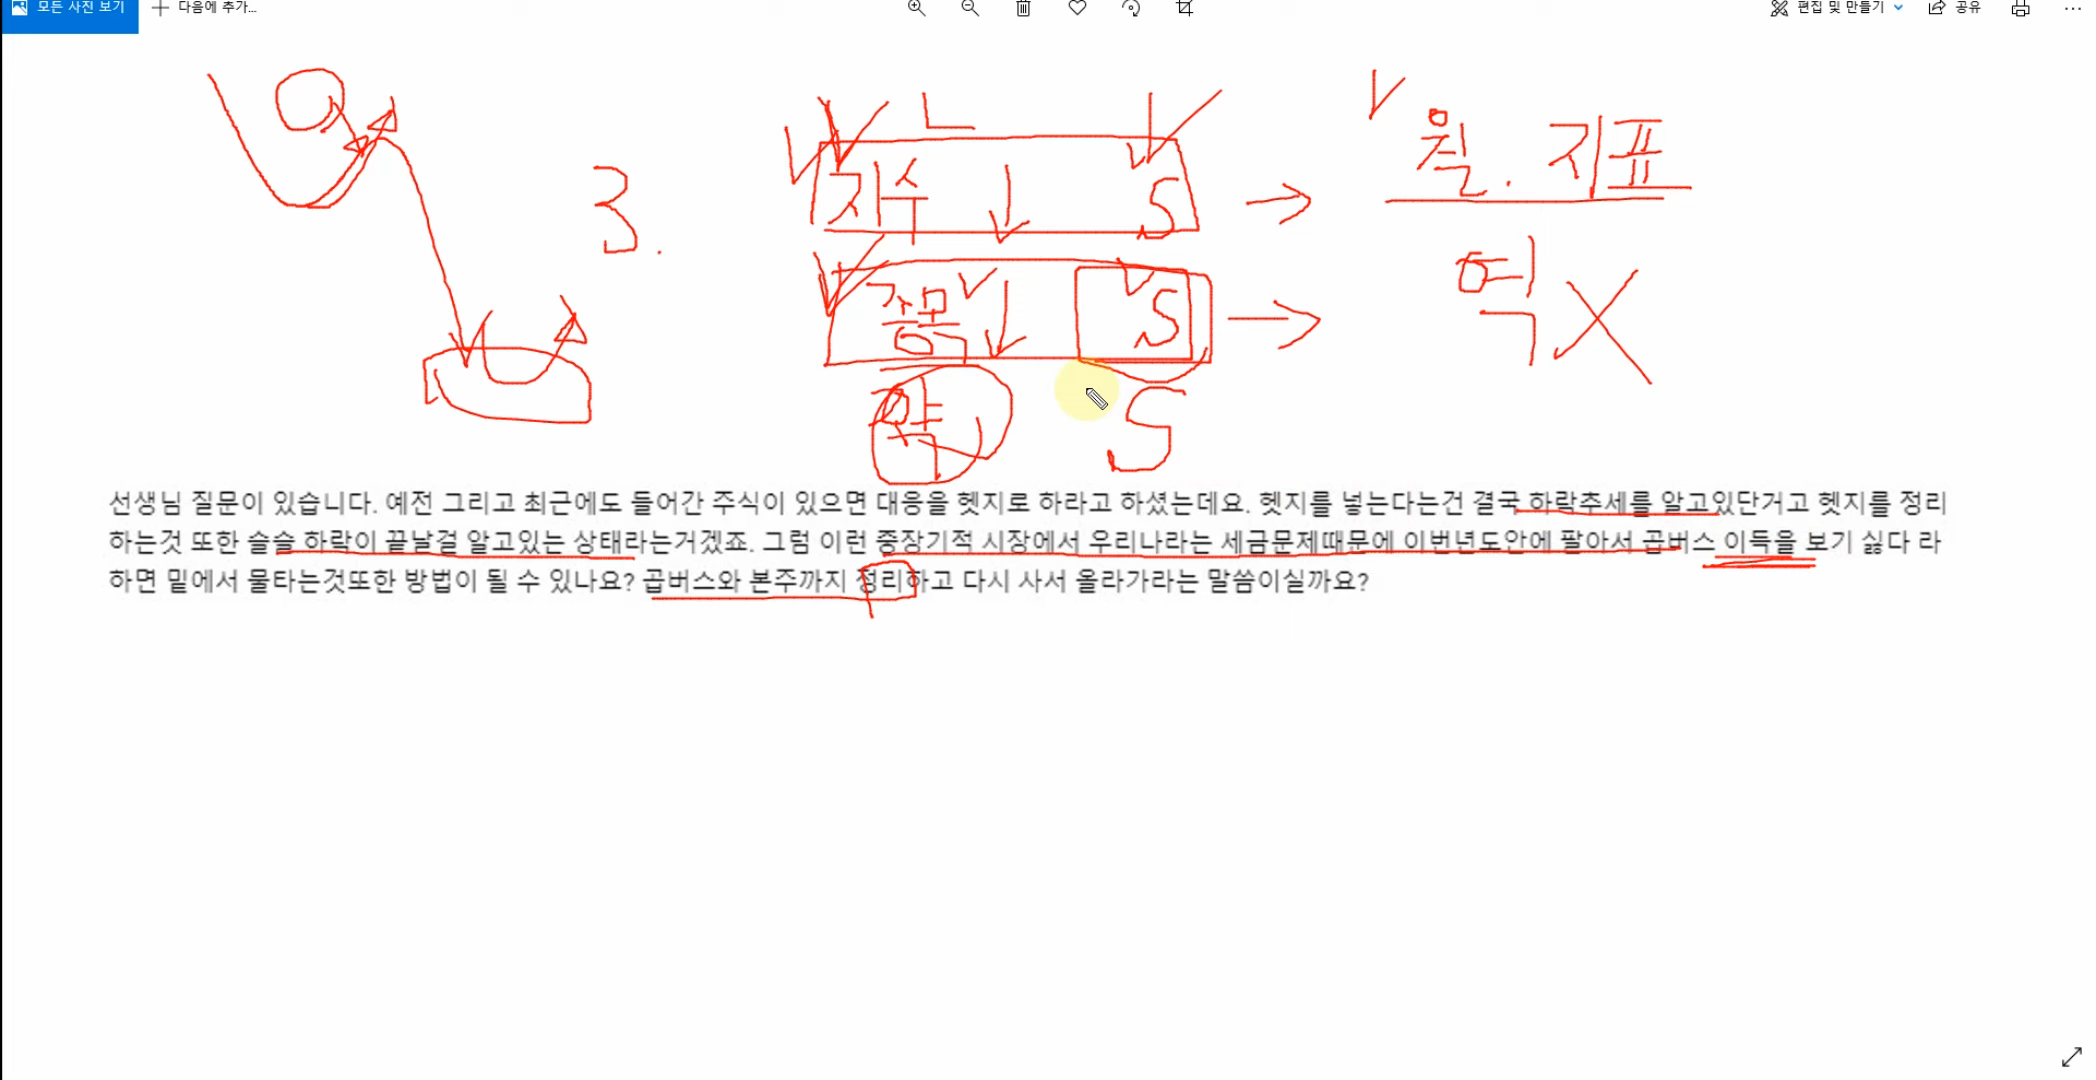 모든 사진 보기
다음에 추가...
편집 및 만들기
공유
L
3.
지수 ↓ S → 월. 지표
종목 ↓ S → 역 X
S
선생님 질문이 있습니다. 예전 그리고 최근에도 들어간 주식이 있으면 대응을 헷지로 하라고 하셨는데요. 헷지를 넣는다는건 결국 하락추세를 알고있단거고 헷지를 정리
하는것 또한 슬슬 하락이 끝날걸 알고있는 상태라는거겠죠. 그럼 이런 중장기적 시장에서 우리나라는 세금문제때문에 이번년도안에 팔아서 곱버스 이득을 보기 싫다 라
하면 밑에서 물타는것또한 방법이 될 수 있나요? 곱버스와 본주까지 정리하고 다시 사서 올라가라는 말씀이실까요?